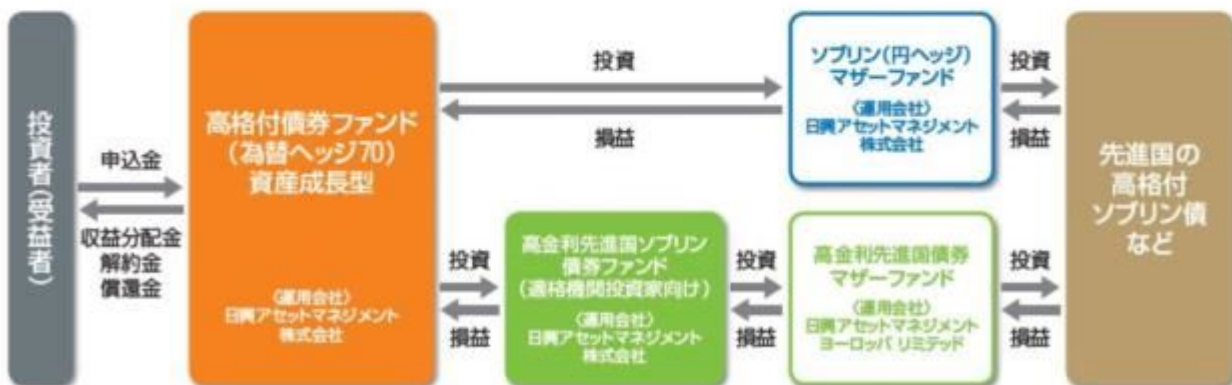 投資者(受益者)
申込金
収益分配金
解約金
償還金
高格付債券ファンド
(為替ヘッジ70)
資産成長型
〈運用会社〉
日興アセットマネジメント
株式会社
投資
損益
ソブリン(円ヘッジ)
マザーファンド
〈運用会社〉
日興アセットマネジメント
株式会社
投資
損益
投資
損益
高金利先進国ソブリン
債券ファンド
(適格機関投資家向け)
〈運用会社〉
日興アセットマネジメント
株式会社
投資
損益
高金利先進国債券
マザーファンド
〈運用会社〉
日興アセットマネジメント
ヨーロッパ リミテッド
投資
損益
先進国の
高格付
ソブリン債
など